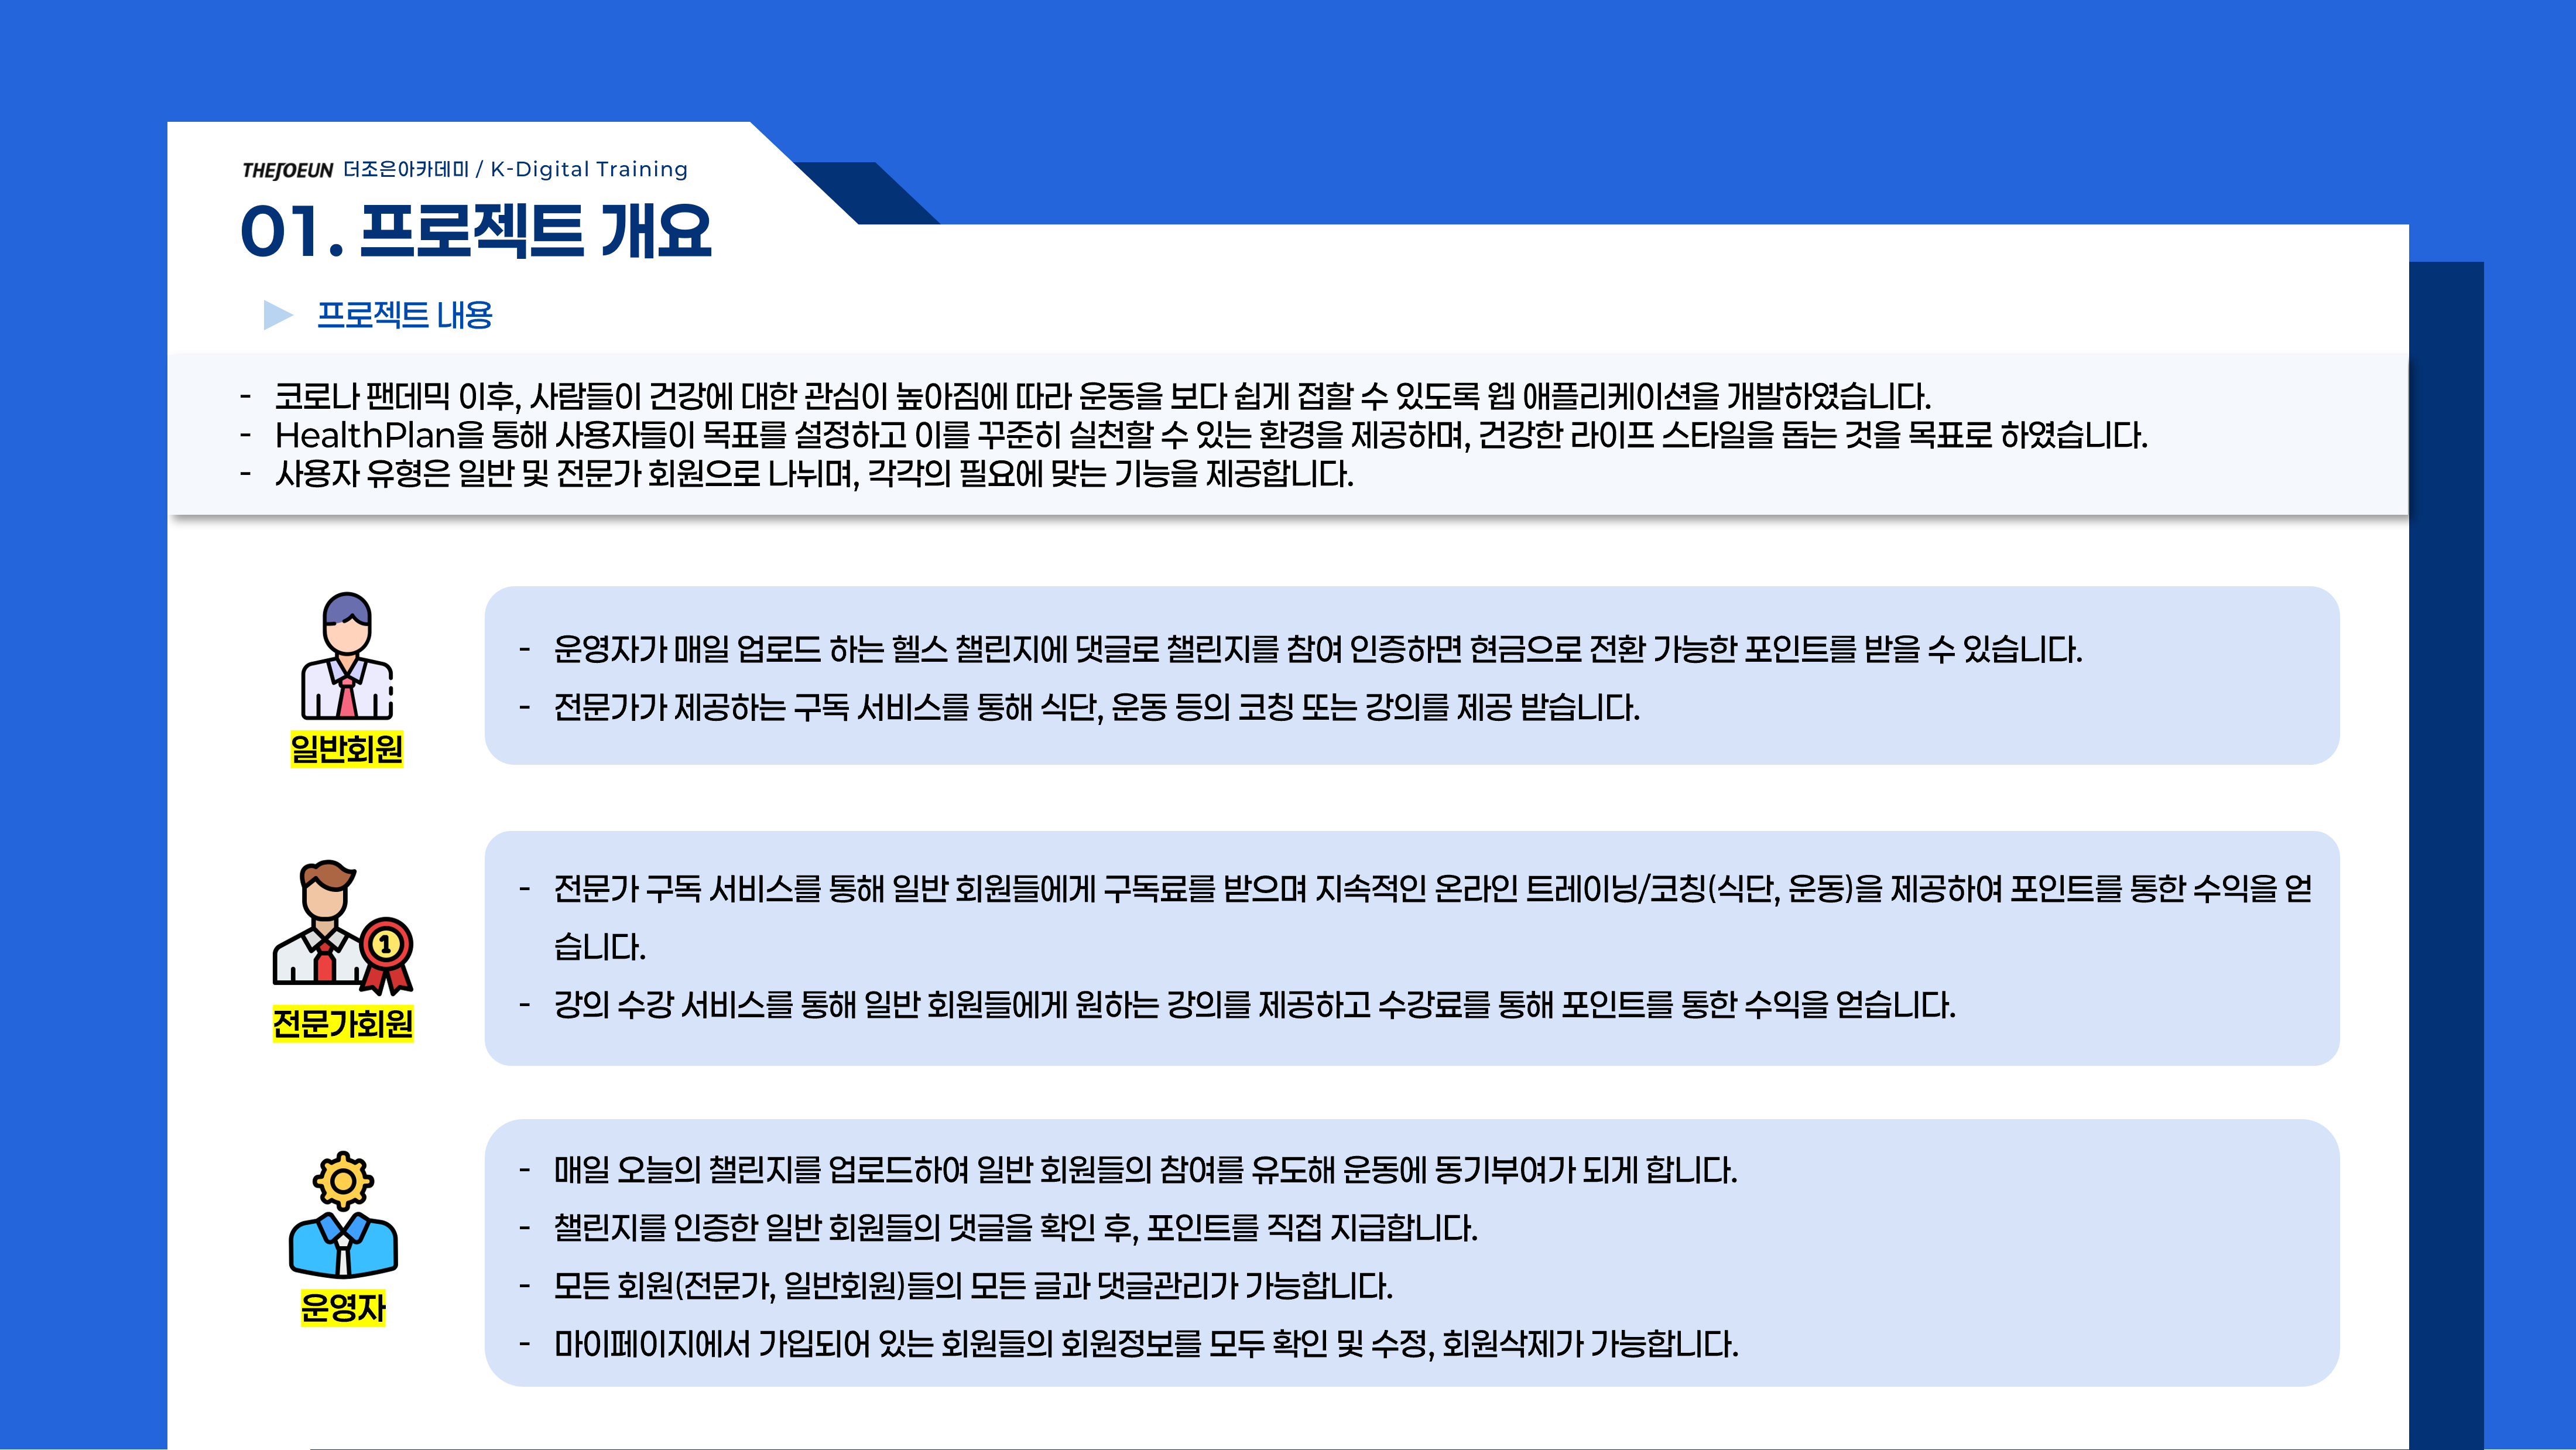 THEJOEUN 더조은아카데미 / K-Digital Training
01. 프로젝트 개요
프로젝트 내용
- 코로나 팬데믹 이후, 사람들이 건강에 대한 관심이 높아짐에 따라 운동을 보다 쉽게 접할 수 있도록 웹 애플리케이션을 개발하였습니다.
- HealthPlan을 통해 사용자들이 목표를 설정하고 이를 꾸준히 실천할 수 있는 환경을 제공하며, 건강한 라이프 스타일을 돕는 것을 목표로 하였습니다.
- 사용자 유형은 일반 및 전문가 회원으로 나뉘며, 각각의 필요에 맞는 기능을 제공합니다.
- 운영자가 매일 업로드 하는 헬스 챌린지에 댓글로 챌린지를 참여 인증하면 현금으로 전환 가능한 포인트를 받을 수 있습니다.
- 전문가가 제공하는 구독 서비스를 통해 식단, 운동 등의 코칭 또는 강의를 제공 받습니다.
일반회원
- 전문가 구독 서비스를 통해 일반 회원들에게 구독료를 받으며 지속적인 온라인 트레이닝/코칭(식단, 운동)을 제공하여 포인트를 통한 수익을 얻
습니다.
- 강의 수강 서비스를 통해 일반 회원들에게 원하는 강의를 제공하고 수강료를 통해 포인트를 통한 수익을 얻습니다.
1
전문가회원
- 매일 오늘의 챌린지를 업로드하여 일반 회원들의 참여를 유도해 운동에 동기부여가 되게 합니다.
- 챌린지를 인증한 일반 회원들의 댓글을 확인 후, 포인트를 직접 지급합니다.
- 모든 회원(전문가, 일반회원)들의 모든 글과 댓글관리가 가능합니다.
- 마이페이지에서 가입되어 있는 회원들의 회원정보를 모두 확인 및 수정, 회원삭제가 가능합니다.
운영자